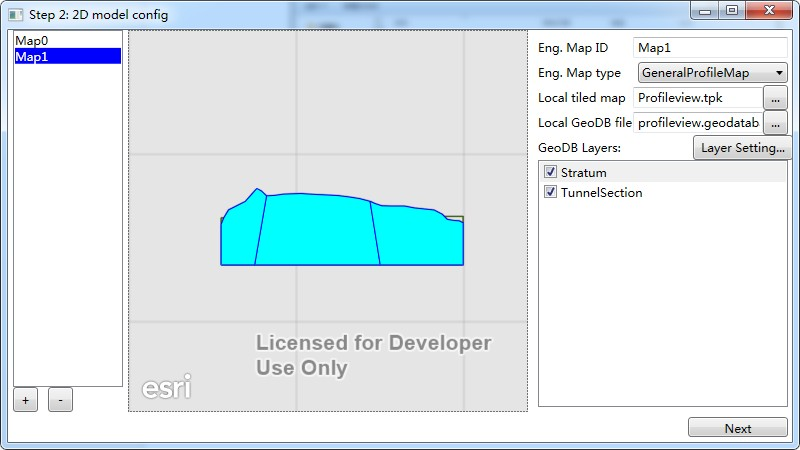 Step 2: 2D model config
Map0
Map1
+
-
Licensed for Developer
Use Only
esri
Eng. Map ID Map1
Eng. Map type GeneralProfileMap
Local tiled map Profileview.tpk ...
Local GeoDB file profileview.geodatab ...
GeoDB Layers: Layer Setting...
Stratum
TunnelSection
Next